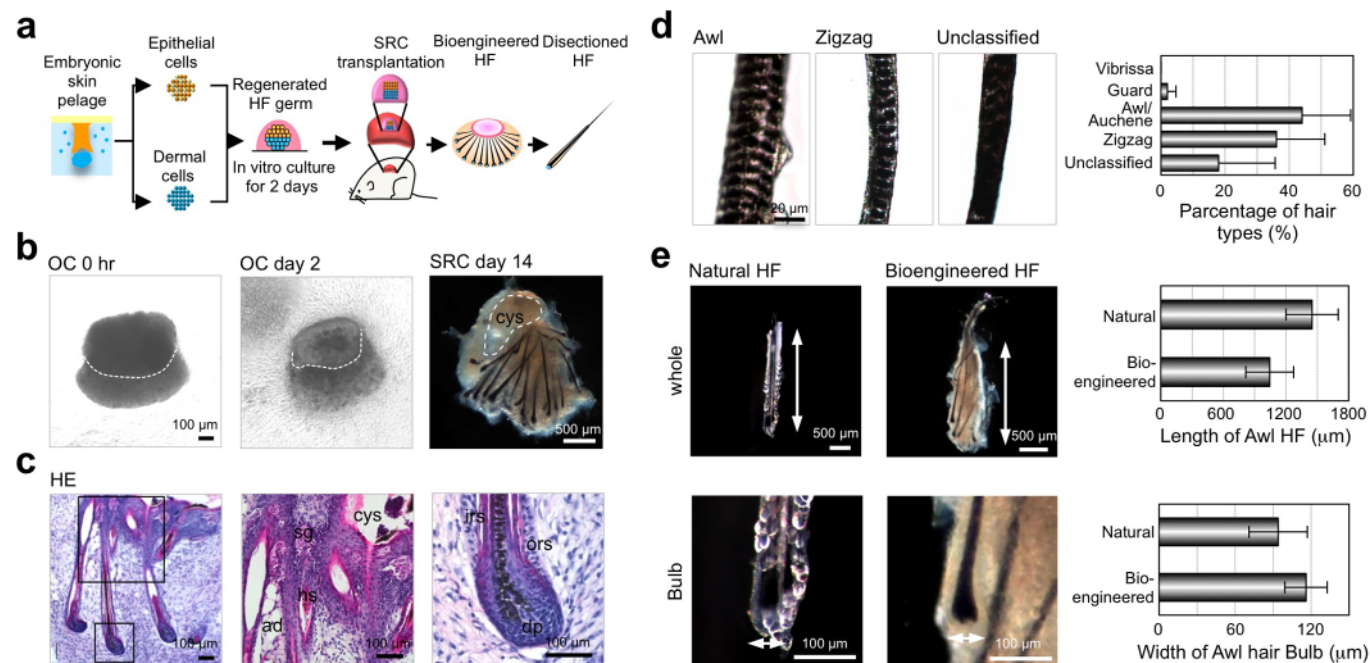 a
Embryonic
skin
pelage
Epithelial
cells
Dermal
cells
Regenerated
HF germ
In vitro culture
for 2 days
SRC
transplantation
Bioengineered
HF
Disectioned
HF
b
OC 0 hr
100 µm
OC day 2
SRC day 14
cys
500 µm
c
HE
100 µm
sg
cys
hs
ad
100 µm
irs
ors
dp
d
Awl
20 µm
Zigzag
Unclassified
Vibrissa
Guard
Awl/
Auchene
Zigzag
Unclassified
0 20 40 60
Parcentage of hair
types (%)
e
Natural HF
Bioengineered HF
whole
500 µm
500 µm
Natural
Bio-
engineered
0 600 1200 1800
Length of Awl HF (µm)
Bulb
100 µm
100 µm
Natural
Bio-
engineered
0 60 120
Width of Awl hair Bulb (µm)